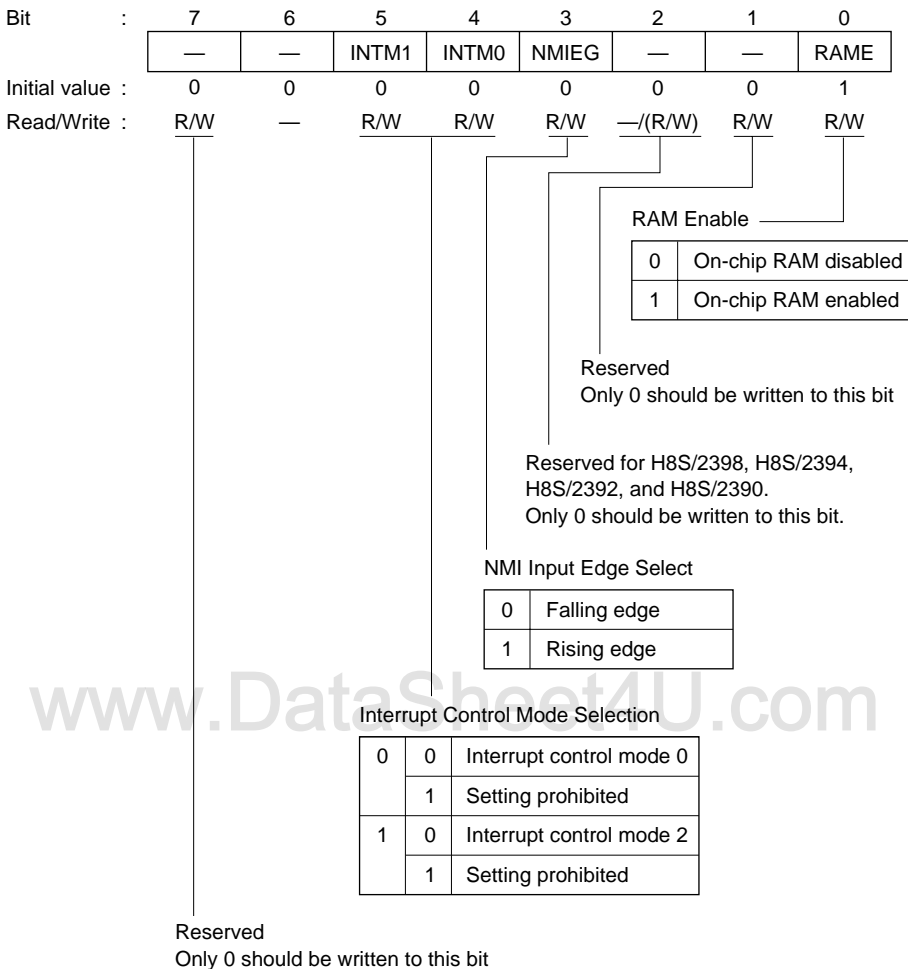 Bit : 7 6 5 4 3 2 1 0
— — INTM1 INTM0 NMIEG — — RAME
Initial value : 0 0 0 0 0 0 0 1
Read/Write : R/W — R/W R/W R/W —/(R/W) R/W R/W
RAM Enable
0 On-chip RAM disabled
1 On-chip RAM enabled
Reserved
Only 0 should be written to this bit
Reserved for H8S/2398, H8S/2394,
H8S/2392, and H8S/2390.
Only 0 should be written to this bit.
NMI Input Edge Select
0 Falling edge
1 Rising edge
www.DataSheet4U.com
Interrupt Control Mode Selection
0 0 Interrupt control mode 0
1 Setting prohibited
1 0 Interrupt control mode 2
1 Setting prohibited
Reserved
Only 0 should be written to this bit